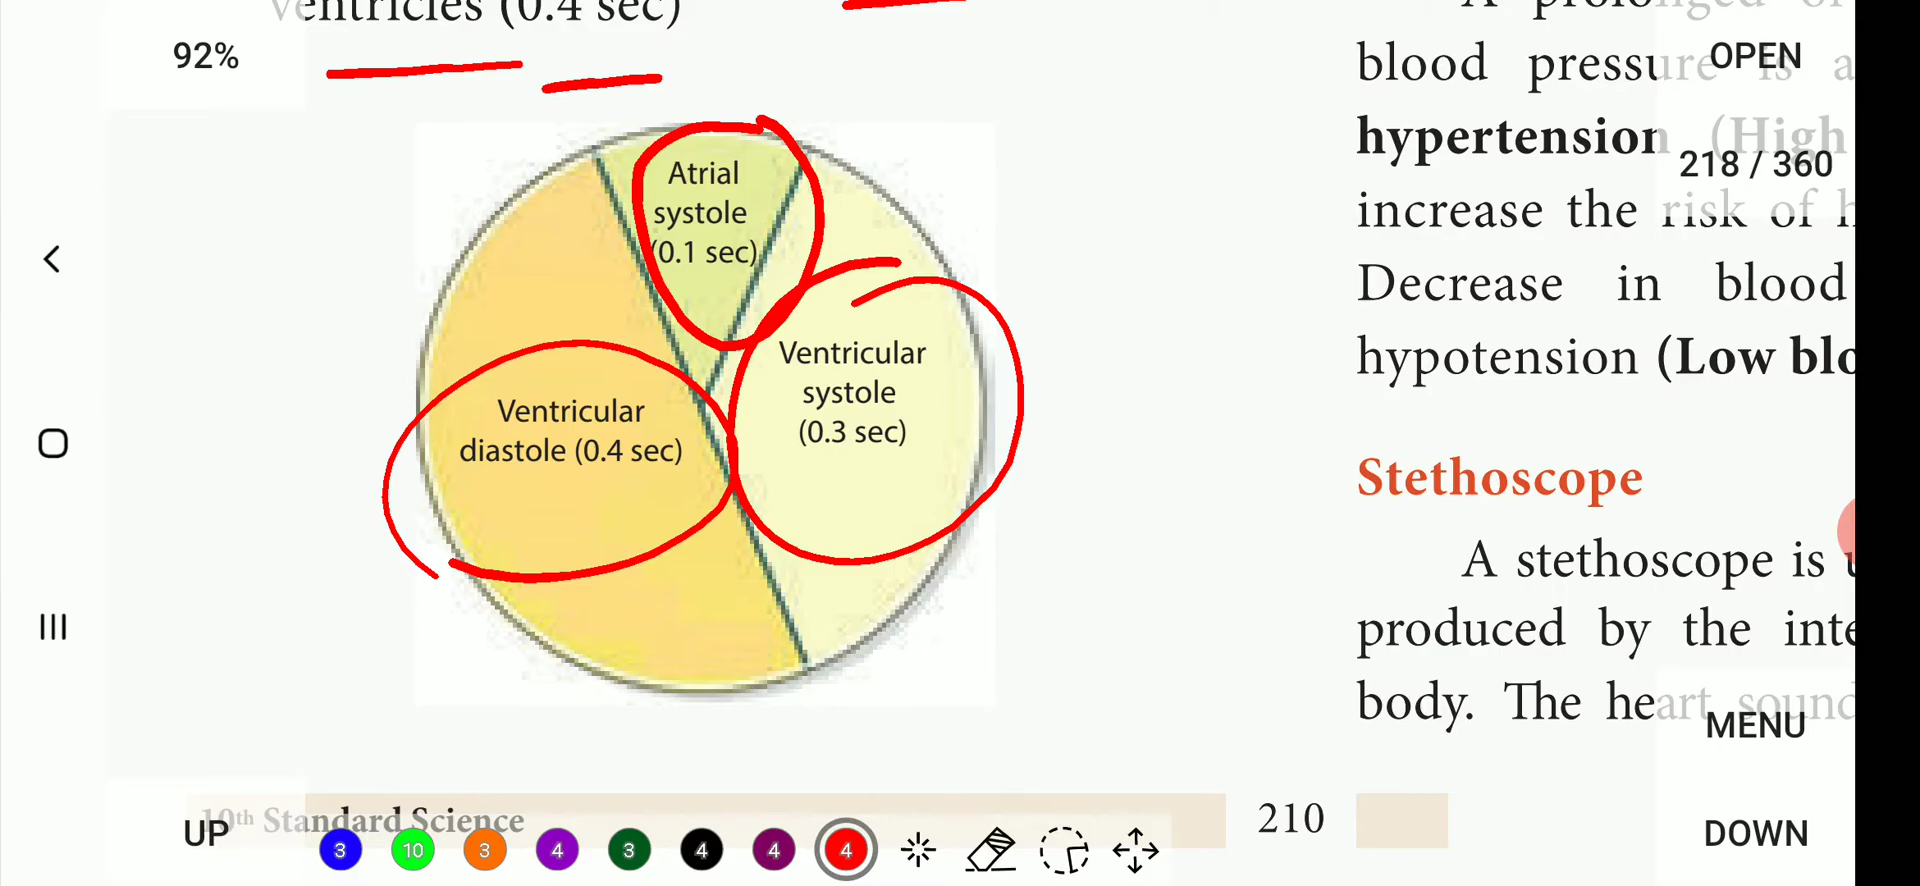 ventricles (0.4 sec)
92%
Atrial
systole
(0.1 sec)
Ventricular
systole
(0.3 sec)
Ventricular
diastole (0.4 sec)
blood pressure is a
hypertension (High
increase the risk of h
Decrease in blood
hypotension (Low blo
Stethoscope
A stethoscope is u
produced by the inte
body. The heart sound
OPEN
218 / 360
MENU
DOWN
UP
10th Standard Science
210
3 10 3 4 3 4 4 4